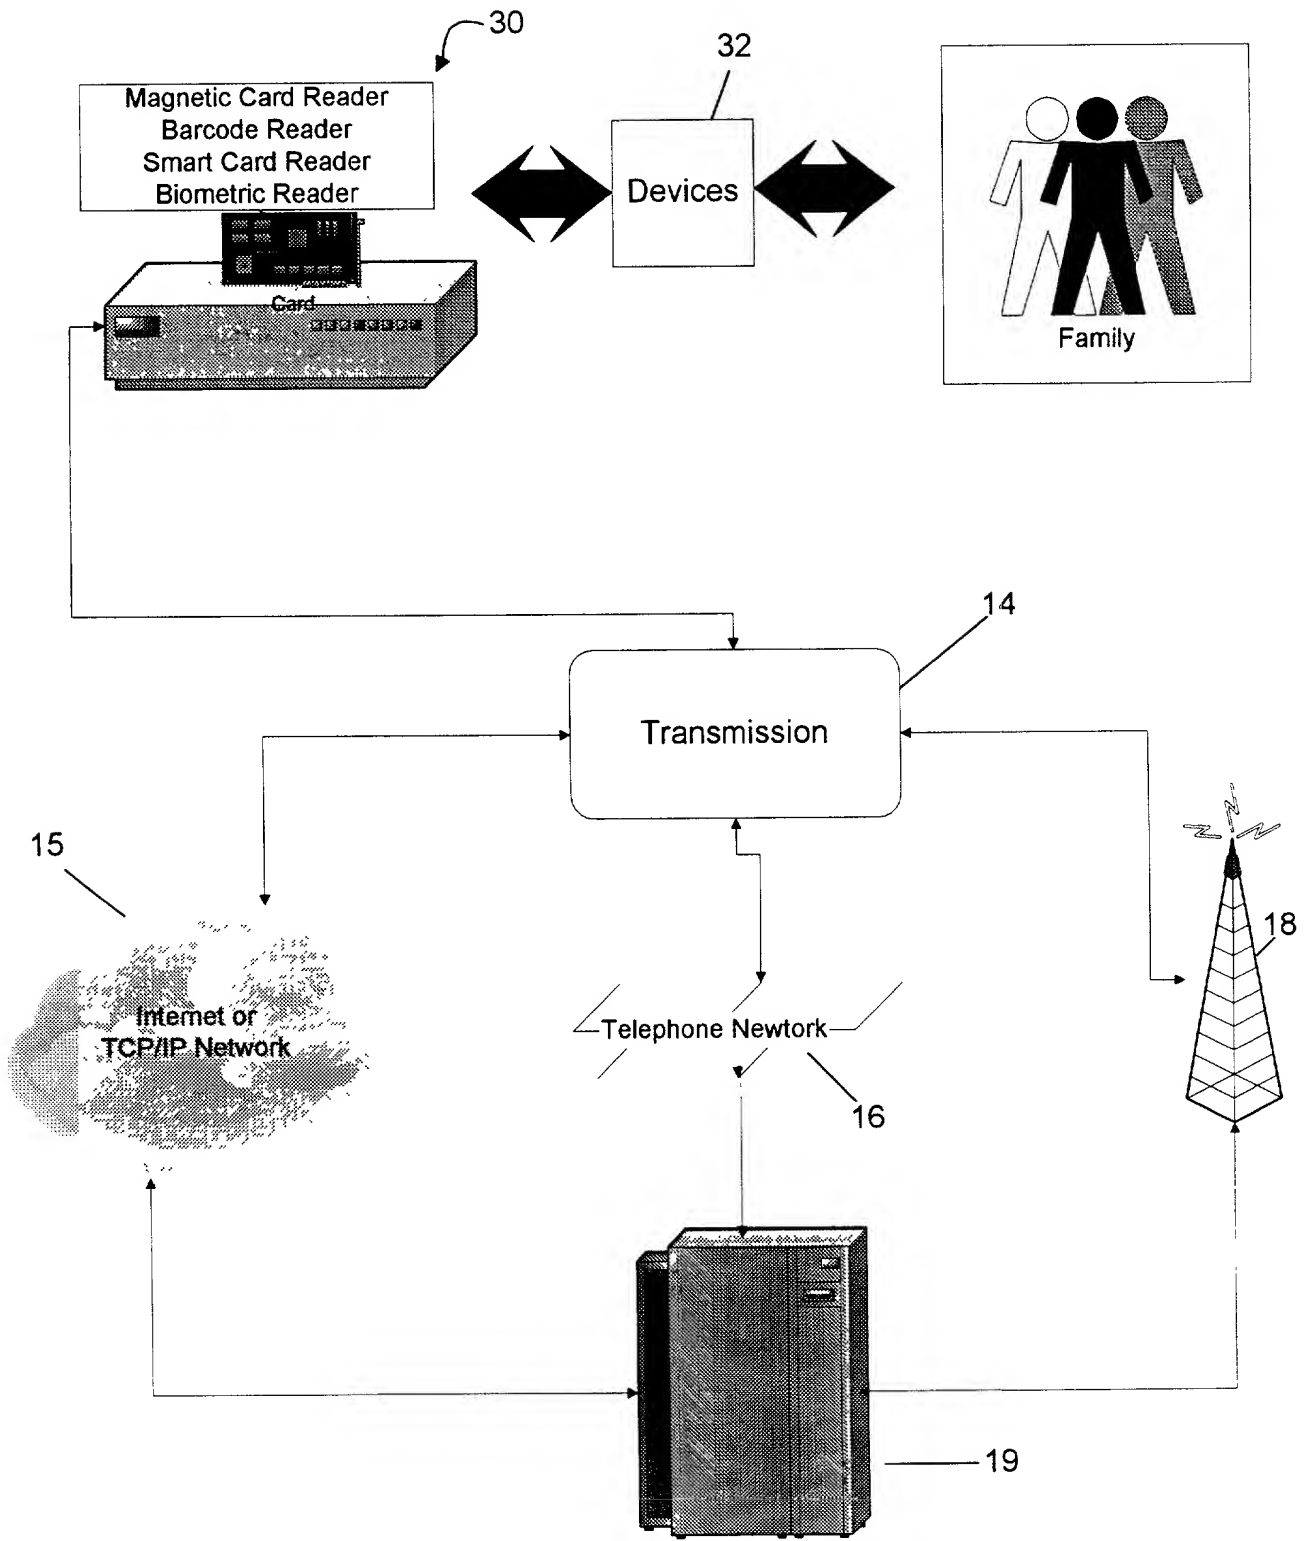 30
32
Magnetic Card Reader
Barcode Reader
Smart Card Reader
Biometric Reader
Devices
Card
Family
14
Transmission
15
18
Internet or
TCP/IP Network
Telephone Newtork
16
19